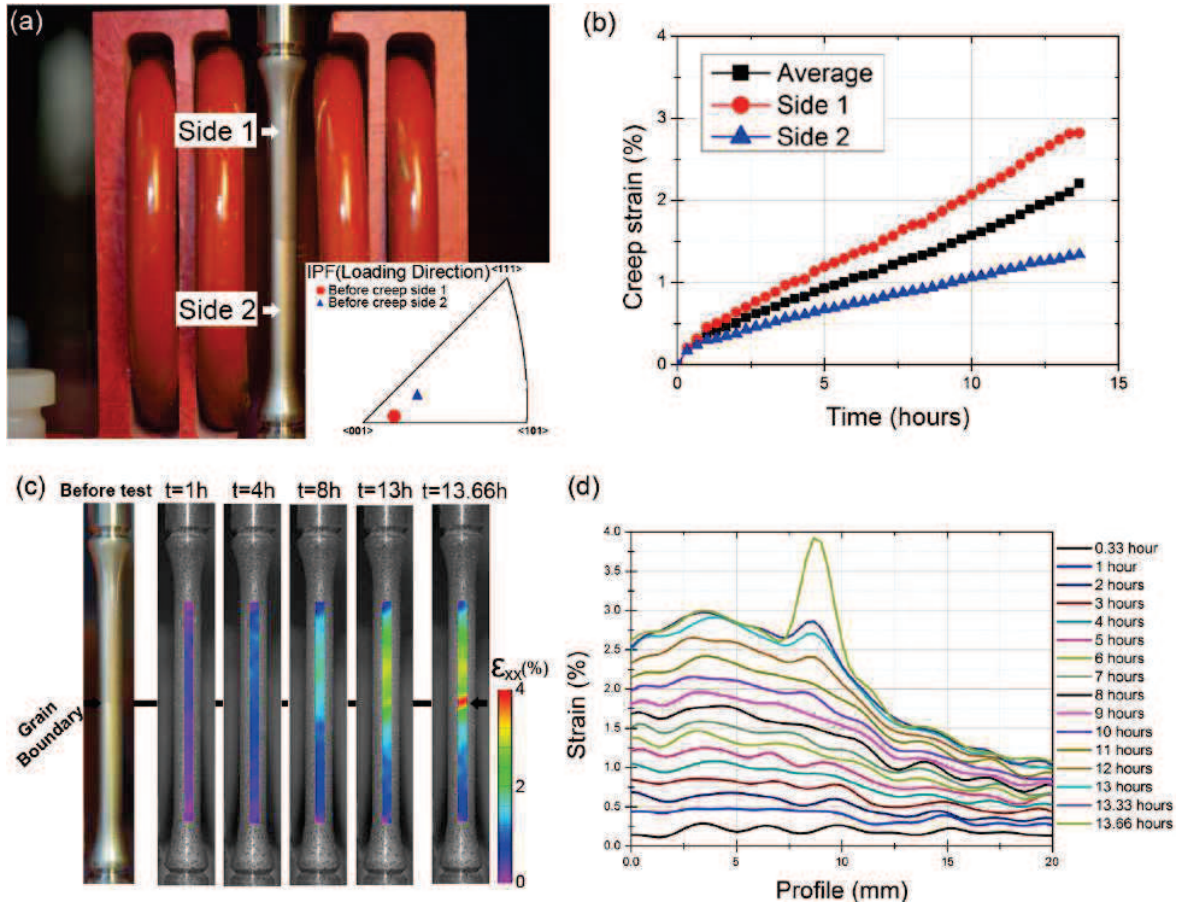 (a)
Side 1
Side 2
IPF(Loading Direction)
<111>
Before creep side 1
Before creep side 2
<001>
<101>
(b)
4
3
2
1
0
Average
Side 1
Side 2
Creep strain (%)
0
5
10
15
Time (hours)
(c)
Before test
t=1h
t=4h
t=8h
t=13h
t=13.66h
Grain
Boundary
εxx(%)
4
2
0
(d)
4.0
3.5
3.0
2.5
2.0
1.5
1.0
0.5
0.0
Strain (%)
0.0
5
10
15
20
Profile (mm)
0.33 hour
1 hour
2 hours
3 hours
4 hours
5 hours
6 hours
7 hours
8 hours
9 hours
10 hours
11 hours
12 hours
13 hours
13.33 hours
13.66 hours